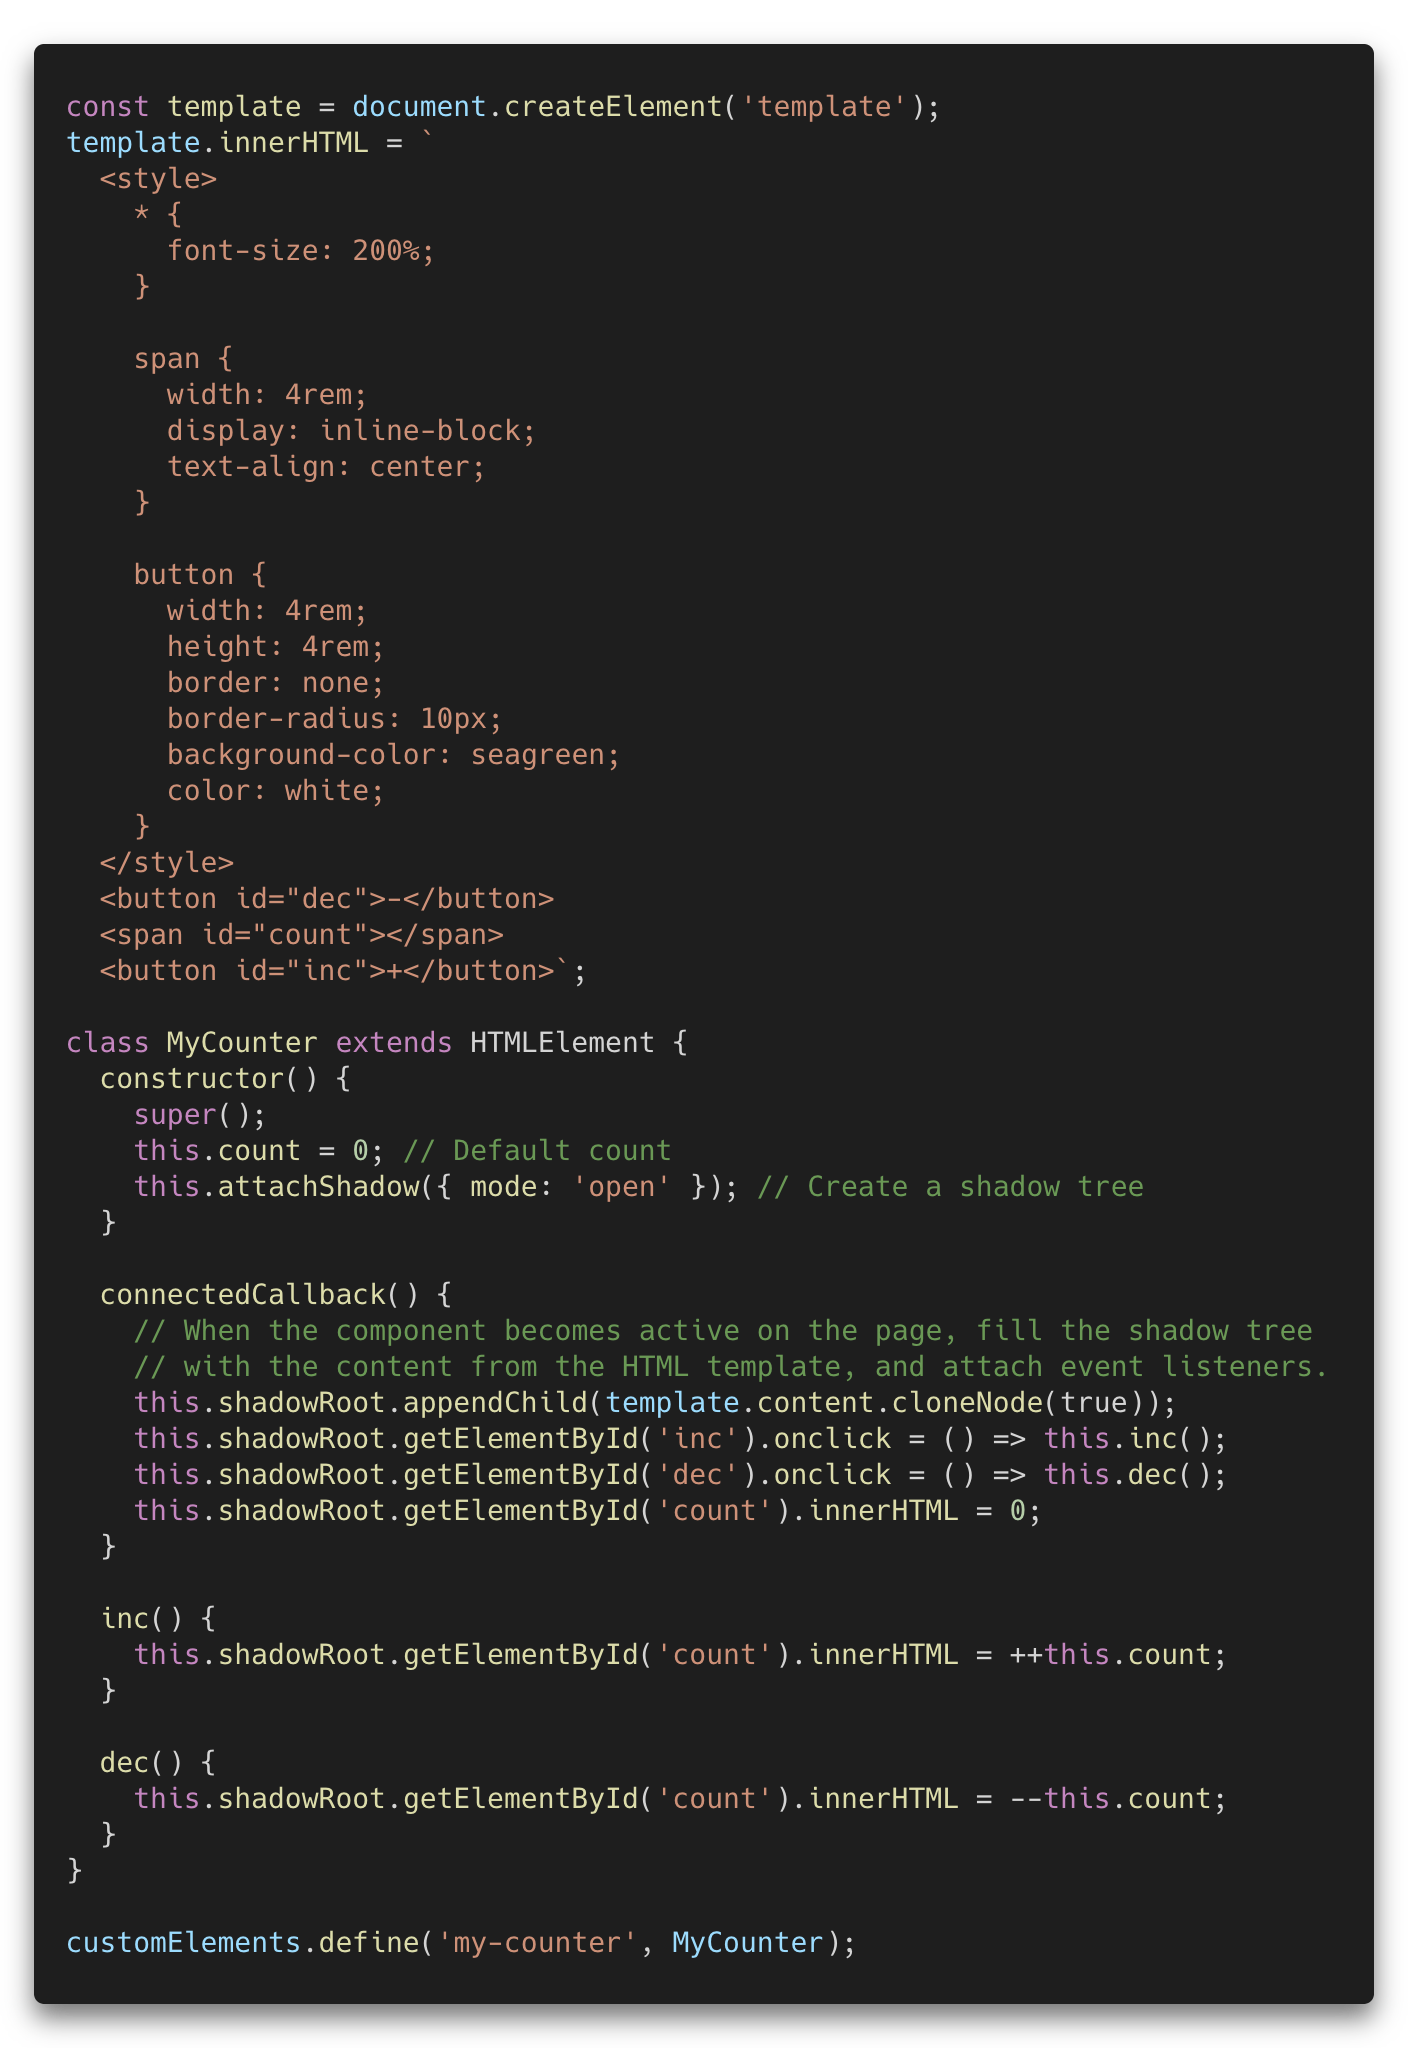 const template = document.createElement('template');
template.innerHTML = `
  <style>
    * {
      font-size: 200%;
    }

    span {
      width: 4rem;
      display: inline-block;
      text-align: center;
    }

    button {
      width: 4rem;
      height: 4rem;
      border: none;
      border-radius: 10px;
      background-color: seagreen;
      color: white;
    }
  </style>
  <button id="dec">-</button>
  <span id="count"></span>
  <button id="inc">+</button>`;

class MyCounter extends HTMLElement {
  constructor() {
    super();
    this.count = 0; // Default count
    this.attachShadow({ mode: 'open' }); // Create a shadow tree
  }

  connectedCallback() {
    // When the component becomes active on the page, fill the shadow tree
    // with the content from the HTML template, and attach event listeners.
    this.shadowRoot.appendChild(template.content.cloneNode(true));
    this.shadowRoot.getElementById('inc').onclick = () => this.inc();
    this.shadowRoot.getElementById('dec').onclick = () => this.dec();
    this.shadowRoot.getElementById('count').innerHTML = 0;
  }

  inc() {
    this.shadowRoot.getElementById('count').innerHTML = ++this.count;
  }

  dec() {
    this.shadowRoot.getElementById('count').innerHTML = --this.count;
  }
}

customElements.define('my-counter', MyCounter);